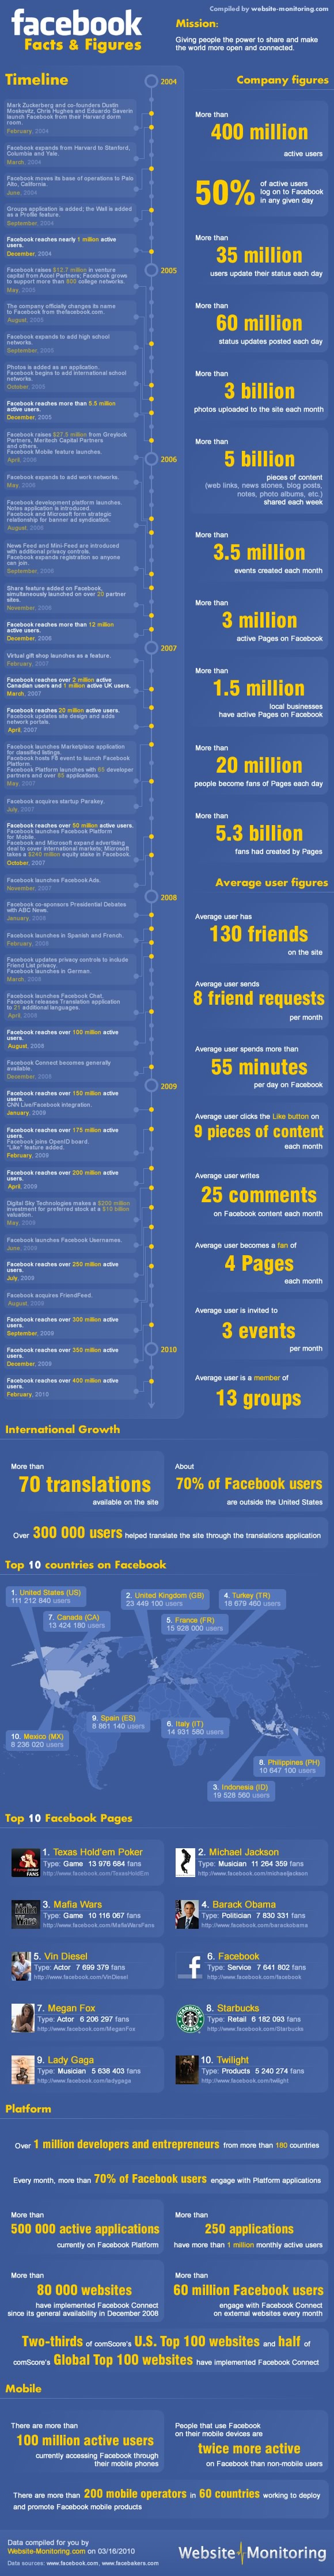 Compiled by website-monitoring.com
facebook
Facts & Figures
Mission:
Giving people the power to share and make
the world more open and connected.
Timeline
2004
Mark Zuckerberg and co-founders Dustin
Moskovitz, Chris Hughes and Eduardo Saverin
launch Facebook from their Harvard dorm
room.
February, 2004
Facebook expands from Harvard to Stanford,
Columbia and Yale.
March, 2004
Facebook moves its base of operations to Palo
Alto, California.
June, 2004
Groups application is added; the Wall is added
as a Profile feature.
September, 2004
Facebook reaches nearly 1 million active
users.
December, 2004
2005
Facebook raises $12.7 million in venture
capital from Accel Partners; Facebook grows
to support more than 800 college networks.
May, 2005
The company officially changes its name
to Facebook from thefacebook.com.
August, 2005
Facebook expands to add high school
networks.
September, 2005
Photos is added as an application.
Facebook begins to add international school
networks.
October, 2005
Facebook reaches more than 5.5 million
active users.
December, 2005
Facebook raises $27.5 million from Greylock
Partners, Meritech Capital Partners
and others.
Facebook Mobile feature launches.
April, 2006
2006
Facebook expands to add work networks.
May, 2006
Facebook development platform launches.
Notes application is introduced.
Facebook and Microsoft form strategic
relationship for banner ad syndication.
August, 2006
News Feed and Mini-Feed are introduced
with additional privacy controls.
Facebook expands registration so anyone
can join.
September, 2006
Share feature added on Facebook,
simultaneously launched on over 20 partner
sites.
November, 2006
Facebook reaches more than 12 million
active users.
December, 2006
2007
Virtual gift shop launches as a feature.
February, 2007
Facebook reaches over 2 million active
Canadian users and 1 million active UK users.
March, 2007
Facebook reaches 20 million active users.
Facebook updates site design and adds
network portals.
April, 2007
Facebook launches Marketplace application
for classified listings.
Facebook hosts F8 event to launch Facebook
Platform.
Facebook Platform launches with 65 developer
partners and over 85 applications.
May, 2007
Facebook acquires startup Parakey.
July, 2007
Facebook reaches over 50 million active users.
Facebook launches Facebook Platform
for Mobile.
Facebook and Microsoft expand advertising
deal to cover international markets; Microsoft
takes a $240 million equity stake in Facebook.
October, 2007
Facebook launches Facebook Ads.
November, 2007
2008
Facebook co-sponsors Presidential Debates
with ABC News.
January, 2008
Facebook launches in Spanish and French.
February, 2008
Facebook updates privacy controls to include
Friend List privacy.
Facebook launches in German.
March, 2008
Facebook launches Facebook Chat.
Facebook releases Translation application
to 21 additional languages.
April, 2008
Facebook reaches over 100 million active
users.
August, 2008
Facebook Connect becomes generally
available.
December, 2008
2009
Facebook reaches over 150 million active
users.
CNN Live/Facebook integration.
January, 2009
Facebook reaches over 175 million active
users.
Facebook joins OpenID board.
"Like" feature added.
February, 2009
Facebook reaches over 200 million active
users.
April, 2009
Digital Sky Technologies makes a $200 million
investment for preferred stock at a $10 billion
valuation.
May, 2009
Facebook launches Facebook Usernames.
June, 2009
Facebook reaches over 250 million active
users.
July, 2009
Facebook acquires FriendFeed.
August, 2009
Facebook reaches over 300 million active
users.
September, 2009
2010
Facebook reaches over 350 million active
users.
December, 2009
Facebook reaches over 400 million active
users.
February, 2010
Company figures
More than
400 million
active users
50%
of active users
log on to Facebook
in any given day
More than
35 million
users update their status each day
More than
60 million
status updates posted each day
More than
3 billion
photos uploaded to the site each month
More than
5 billion
pieces of content
(web links, news stories, blog posts,
notes, photo albums, etc.)
shared each week
More than
3.5 million
events created each month
More than
3 million
active Pages on Facebook
More than
1.5 million
local businesses
have active Pages on Facebook
More than
20 million
people become fans of Pages each day
More than
5.3 billion
fans had created by Pages
Average user figures
Average user has
130 friends
on the site
Average user sends
8 friend requests
per month
Average user spends more than
55 minutes
per day on Facebook
Average user clicks the Like button on
9 pieces of content
each month
Average user writes
25 comments
on Facebook content each month
Average user becomes a fan of
4 Pages
each month
Average user is invited to
3 events
per month
Average user is a member of
13 groups
International Growth
More than
70 translations
available on the site
About
70% of Facebook users
are outside the United States
Over 300 000 users helped translate the site through the translations application
Top 10 countries on Facebook
1. United States (US)
111 212 840 users
2. United Kingdom (GB)
23 449 100 users
4. Turkey (TR)
18 679 460 users
7. Canada (CA)
13 424 180 users
5. France (FR)
15 928 000 users
9. Spain (ES)
8 861 140 users
6. Italy (IT)
14 931 580 users
10. Mexico (MX)
8 236 020 users
8. Philippines (PH)
10 647 100 users
3. Indonesia (ID)
19 528 560 users
Top 10 Facebook Pages
1. Texas Hold'em Poker
Type: Game 13 976 684 fans
http://www.facebook.com/TexasHoldEm
2. Michael Jackson
Type: Musician 11 264 359 fans
http://www.facebook.com/michaeljackson
3. Mafia Wars
Type: Game 10 116 067 fans
http://www.facebook.com/MafiaWarsFans
4. Barack Obama
Type: Politician 7 830 331 fans
http://www.facebook.com/barackobama
5. Vin Diesel
Type: Actor 7 699 379 fans
http://www.facebook.com/VinDiesel
6. Facebook
Type: Service 7 641 802 fans
http://www.facebook.com/facebook
7. Megan Fox
Type: Actor 6 206 297 fans
http://www.facebook.com/MeganFox
8. Starbucks
Type: Retail 6 182 093 fans
http://www.facebook.com/Starbucks
9. Lady Gaga
Type: Musician 5 638 403 fans
http://www.facebook.com/ladygaga
10. Twilight
Type: Products 5 240 274 fans
http://www.facebook.com/twilight
Platform
Over 1 million developers and entrepreneurs from more than 180 countries
Every month, more than 70% of Facebook users engage with Platform applications
More than
500 000 active applications
currently on Facebook Platform
More than
250 applications
have more than 1 million monthly active users
More than
80 000 websites
have implemented Facebook Connect
since its general availability in December 2008
More than
60 million Facebook users
engage with Facebook Connect
on external websites every month
Two-thirds of comScore's U.S. Top 100 websites and half of
comScore's Global Top 100 websites have implemented Facebook Connect
Mobile
There are more than
100 million active users
currently accessing Facebook through
their mobile phones
People that use Facebook
on their mobile devices are
twice more active
on Facebook than non-mobile users
There are more than 200 mobile operators in 60 countries working to deploy
and promote Facebook mobile products
Data compiled for you by
Website-Monitoring.com on 03/16/2010
Data sources: www.facebook.com, www.facebakers.com
Website Monitoring